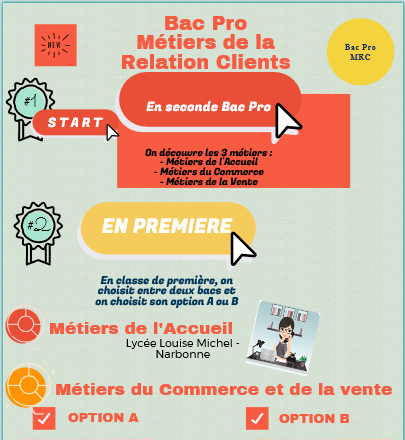 Bac Pro
Métiers de la
Relation Clients
NEW
Bac Pro
MRC
#1
START
En seconde Bac Pro
On découvre les 3 métiers :
- Métiers de l'Accueil
- Métiers du Commerce
- Métiers de la Vente
#2
EN PREMIERE
En classe de première, on
choisit entre deux bacs et
on choisit son option A ou B
Métiers de l'Accueil
Lycée Louise Michel -
Narbonne
Métiers du Commerce et de la vente
OPTION A
OPTION B